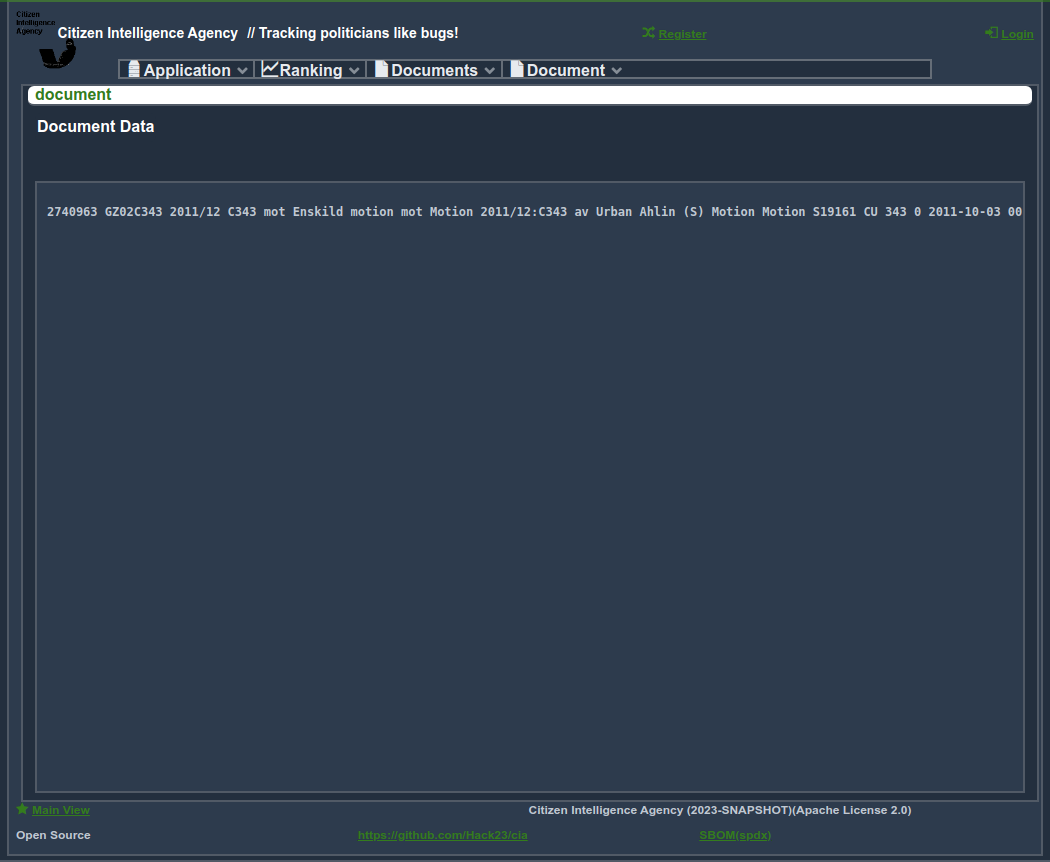 Citizen
Intelligence
Agency
Citizen Intelligence Agency // Tracking politicians like bugs!
Register
Login
Application
Ranking
Documents
Document
document
Document Data
2740963 GZ02C343 2011/12 C343 mot Enskild motion mot Motion 2011/12:C343 av Urban Ahlin (S) Motion Motion S19161 CU 343 0 2011-10-03 00
Main View
Citizen Intelligence Agency (2023-SNAPSHOT)(Apache License 2.0)
Open Source
https://github.com/Hack23/cia
SBOM(spdx)